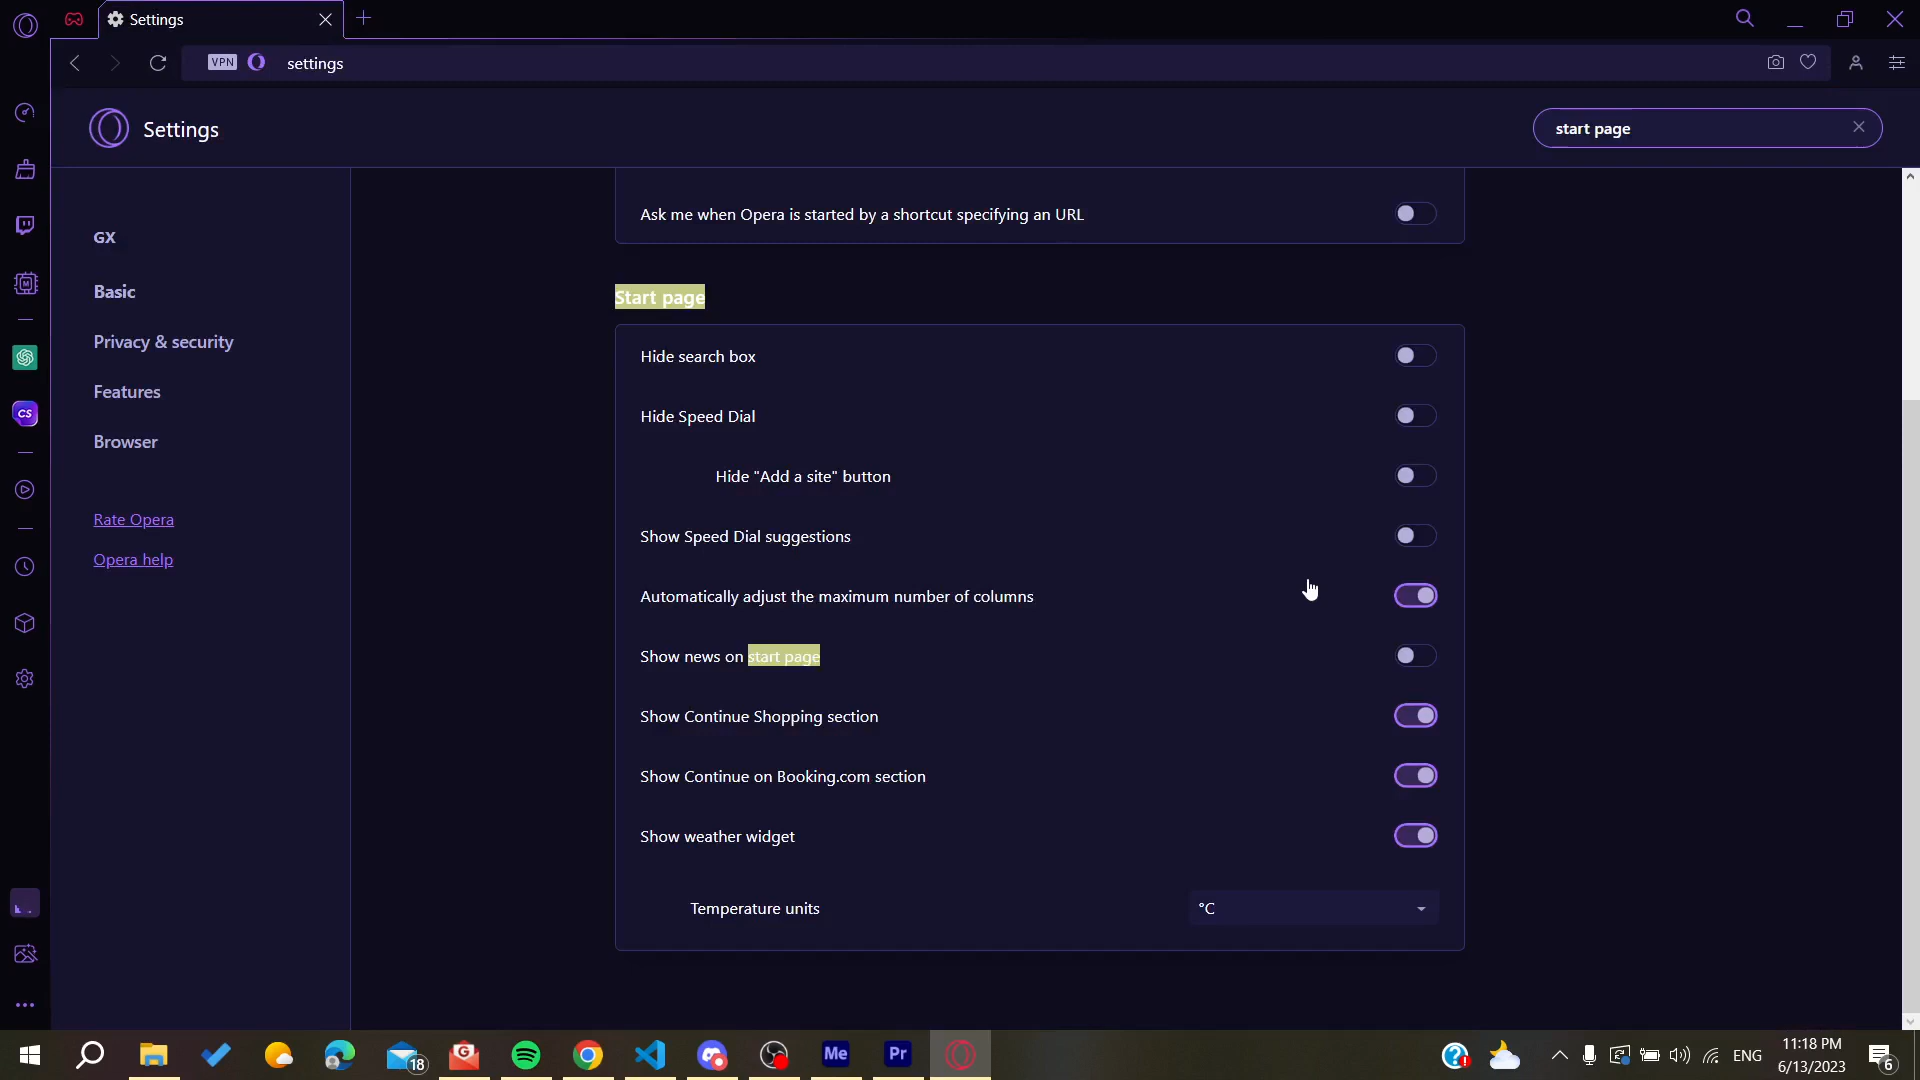 Settings
VPN
settings
Settings
start page
GX
Basic
Privacy & security
Features
Browser
Rate Opera
Opera help
Ask me when Opera is started by a shortcut specifying an URL
Start page
Hide search box
Hide Speed Dial
Hide "Add a site" button
Show Speed Dial suggestions
Automatically adjust the maximum number of columns
Show news on start page
Show Continue Shopping section
Show Continue on Booking.com section
Show weather widget
Temperature units
°C
M
CS
18
G
Me
Pr
ENG
11:18 PM
6/13/2023
6